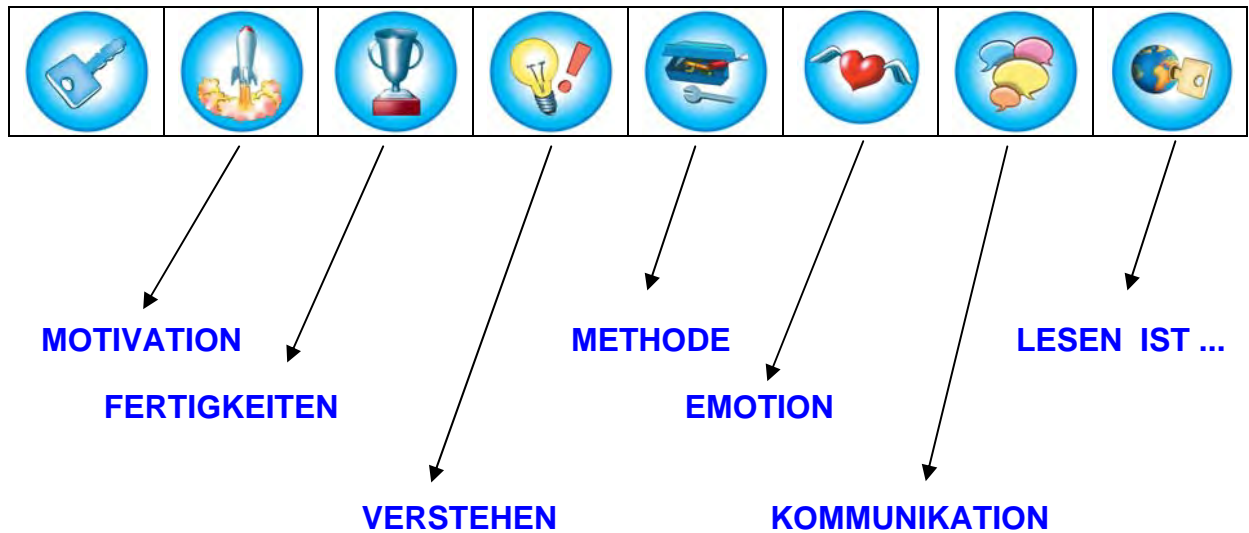 MOTIVATION
METHODE
LESEN IST ...
FERTIGKEITEN
EMOTION
VERSTEHEN
KOMMUNIKATION